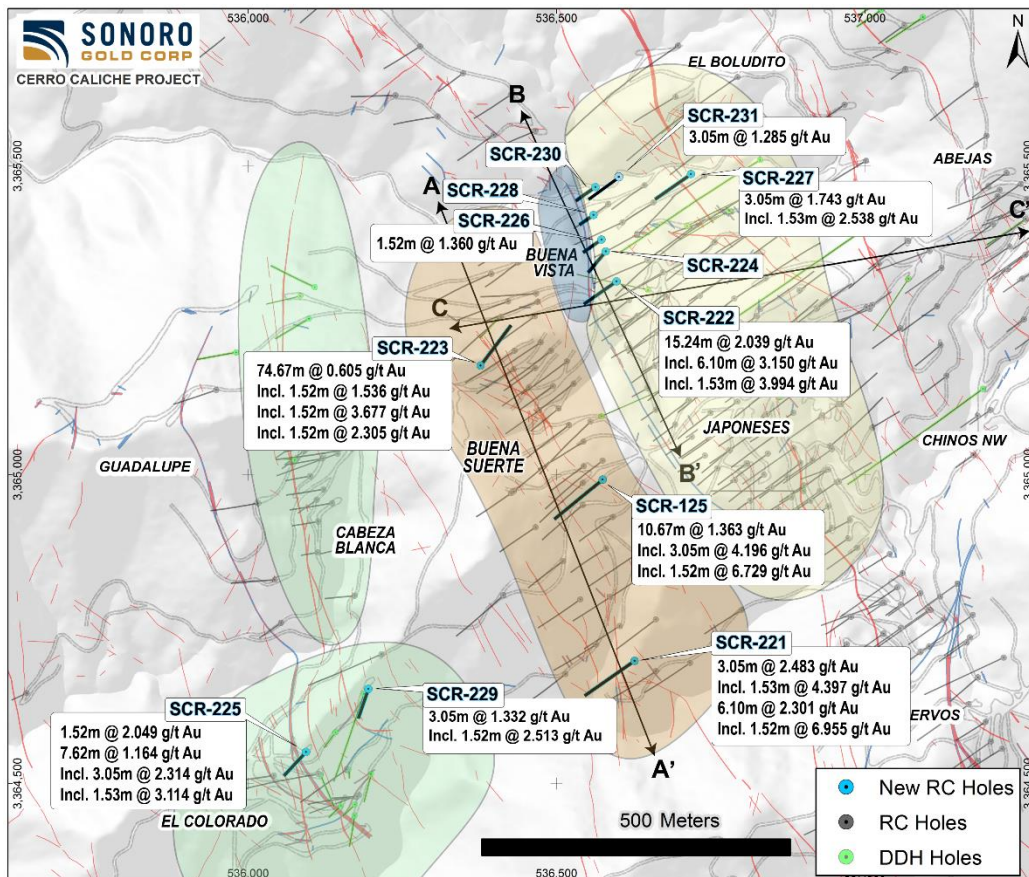 SONORO
GOLD CORP
CERRO CALICHE PROJECT
536.000
536.500
537.000
N
EL BOLUDITO
B
SCR-231
3.05m @ 1.285 g/t Au
SCR-230
3,365,500
3,365,500
ABEJAS
A
SCR-228
SCR-227
3.05m @ 1.743 g/t Au
Incl. 1.53m @ 2.538 g/t Au
C'
SCR-226
1.52m @ 1.360 g/t Au
BUENA
VISTA
SCR-224
C
SCR-222
15.24m @ 2.039 g/t Au
Incl. 6.10m @ 3.150 g/t Au
Incl. 1.53m @ 3.994 g/t Au
SCR-223
74.67m @ 0.605 g/t Au
Incl. 1.52m @ 1.536 g/t Au
Incl. 1.52m @ 3.677 g/t Au
Incl. 1.52m @ 2.305 g/t Au
JAPONESES
CHINOS NW
BUENA
SUERTE
GUADALUPE
B'
3,365,000
3,365,000
SCR-125
10.67m @ 1.363 g/t Au
Incl. 3.05m @ 4.196 g/t Au
Incl. 1.52m @ 6.729 g/t Au
CABEZA
BLANCA
SCR-221
3.05m @ 2.483 g/t Au
Incl. 1.53m @ 4.397 g/t Au
6.10m @ 2.301 g/t Au
Incl. 1.52m @ 6.955 g/t Au
ERVOS
SCR-229
3.05m @ 1.332 g/t Au
Incl. 1.52m @ 2.513 g/t Au
SCR-225
1.52m @ 2.049 g/t Au
7.62m @ 1.164 g/t Au
Incl. 3.05m @ 2.314 g/t Au
Incl. 1.53m @ 3.114 g/t Au
A'
3,364,500
3,364,500
EL COLORADO
500 Meters
New RC Holes
RC Holes
DDH Holes
536.000
536.500